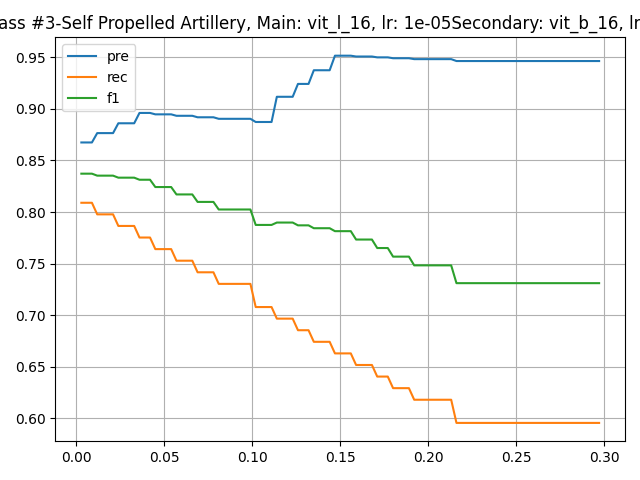 ass #3-Self Propelled Artillery, Main: vit_l_16, lr: 1e-05Secondary: vit_b_16, lr
pre
rec
f1
0.95
0.90
0.85
0.80
0.75
0.70
0.65
0.60
0.00 0.05 0.10 0.15 0.20 0.25 0.30